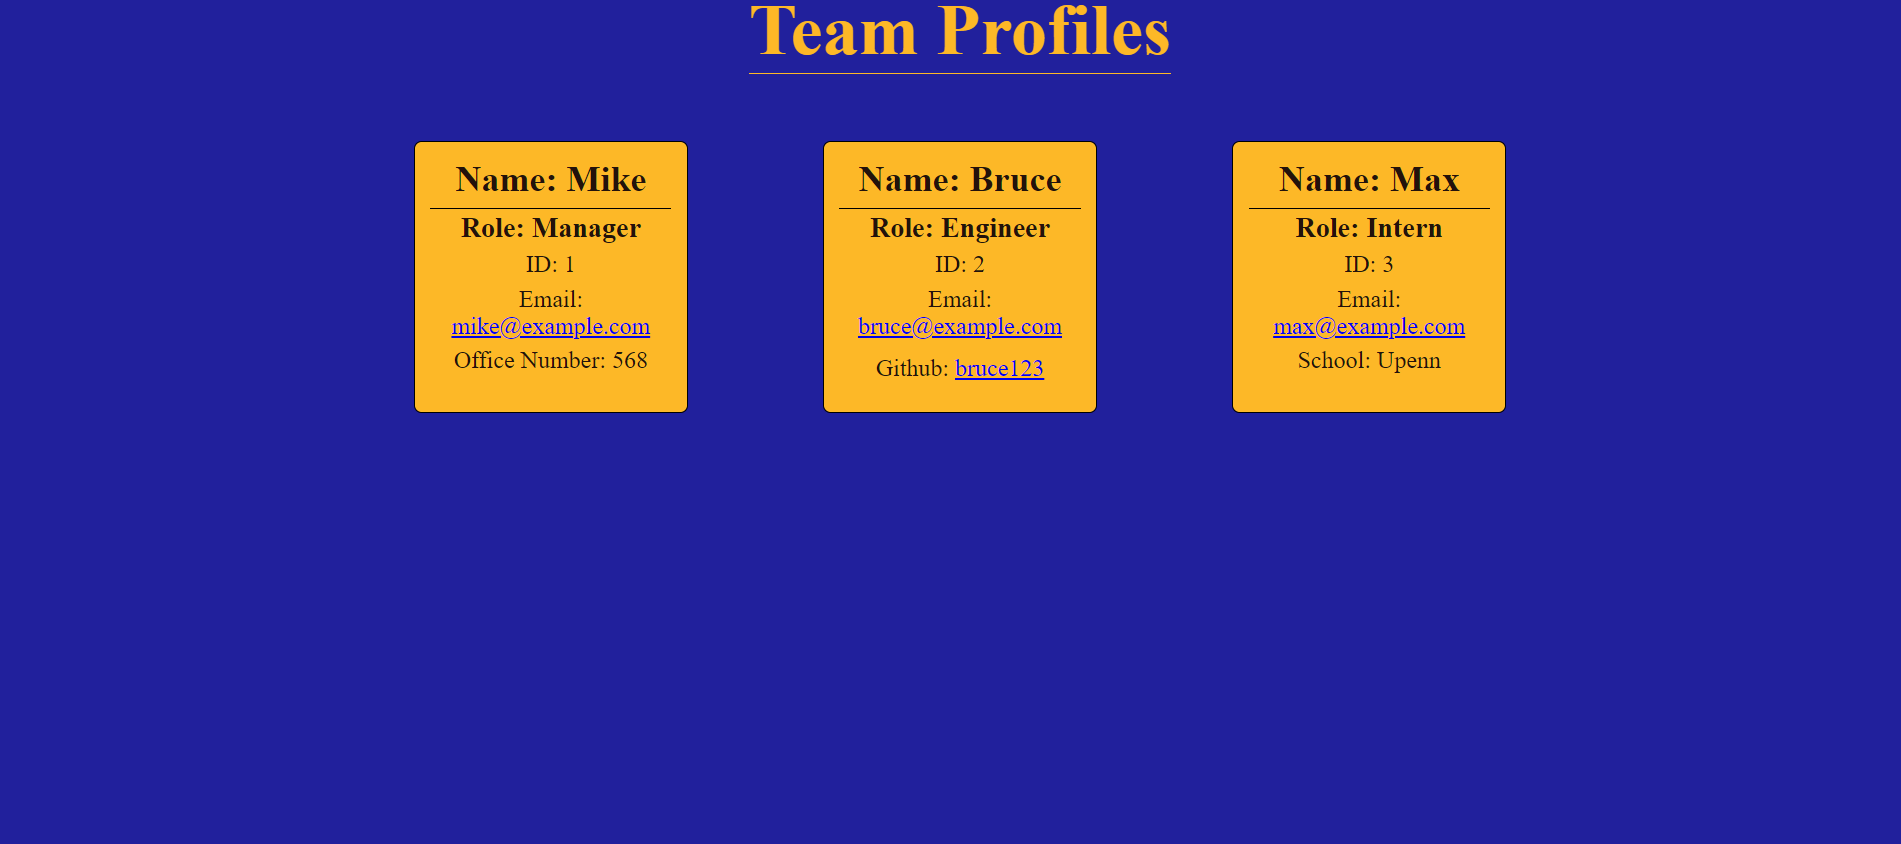 Team Profiles
Name: Mike
Role: Manager
ID: 1
Email:
mike@example.com
Office Number: 568
Name: Bruce
Role: Engineer
ID: 2
Email:
bruce@example.com
Github: bruce123
Name: Max
Role: Intern
ID: 3
Email:
max@example.com
School: Upenn